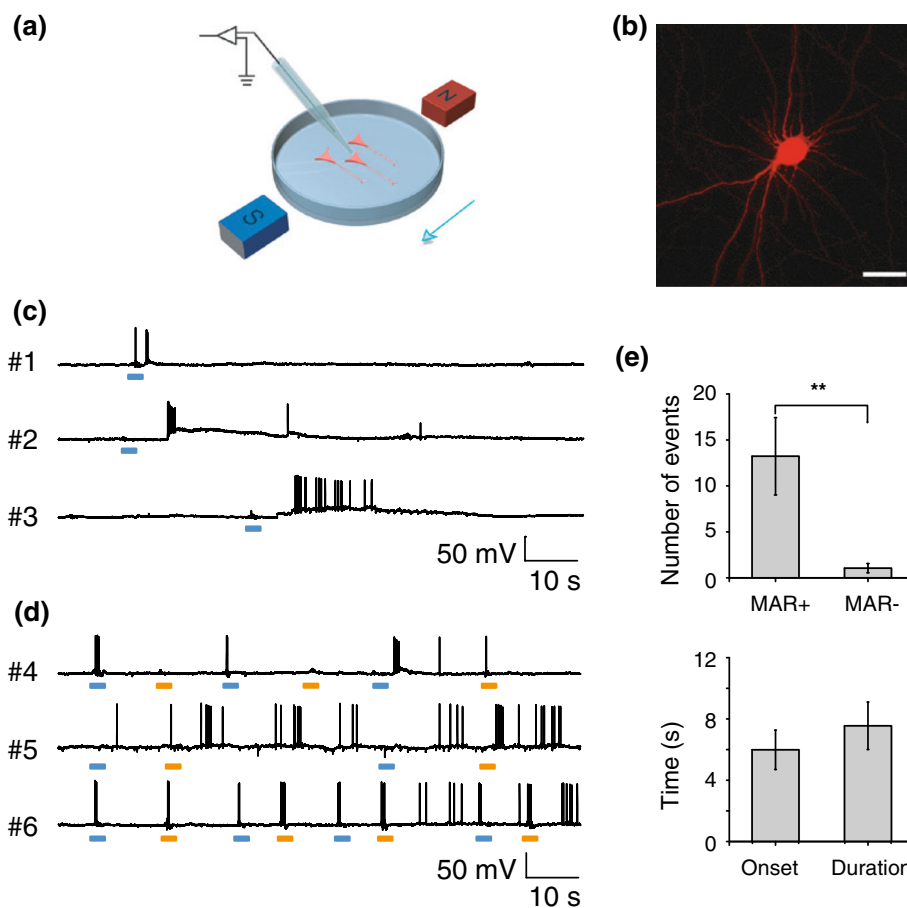 (a)
N
S
(b)
(c)
#1
#2
#3
50 mV
10 s
(d)
#4
#5
#6
50 mV
10 s
(e)
Number of events
20
15
10
5
0
**
MAR+
MAR-
Time (s)
12
8
4
0
Onset
Duration